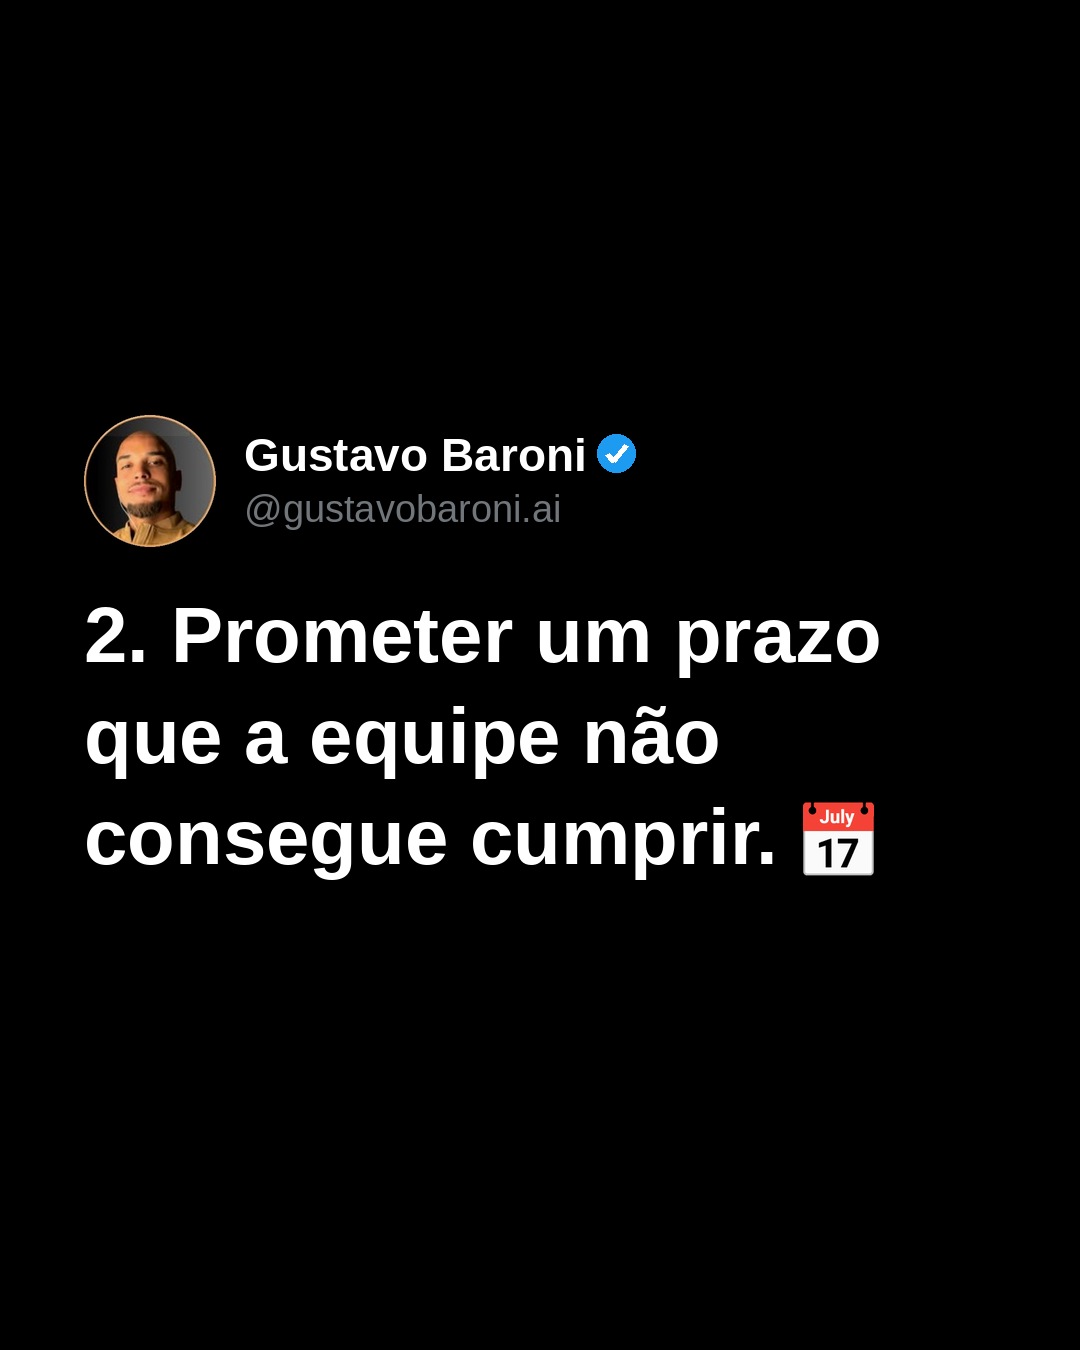 Gustavo Baroni
@gustavobaroni.ai
2. Prometer um prazo
que a equipe não
consegue cumprir. 📅
July
17